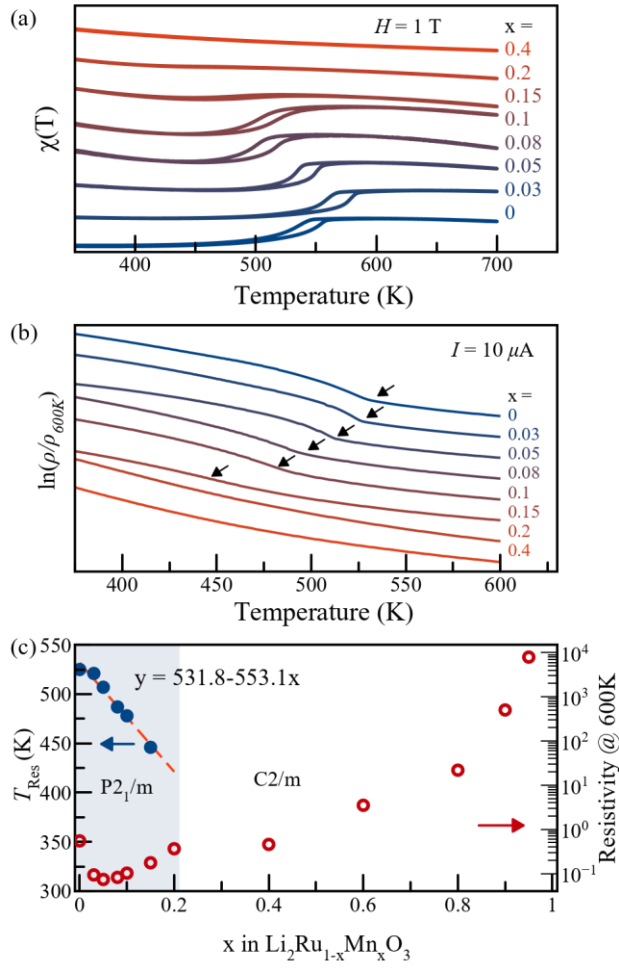 (a)
H = 1 T
x =
0.4
0.2
0.15
0.1
0.08
0.05
0.03
0
χ(T)
400 500 600 700
Temperature (K)
(b)
I = 10 μA
x =
0
0.03
0.05
0.08
0.1
0.15
0.2
0.4
ln(ρ/ρ600K)
400 450 500 550 600
Temperature (K)
(c)
550
500
450
400
350
300
TRes (K)
y = 531.8-553.1x
P21/m
C2/m
10^4
10^3
10^2
10^1
10^0
10^-1
Resistivity @ 600K
0 0.2 0.4 0.6 0.8 1
x in Li2Ru1-xMnxO3